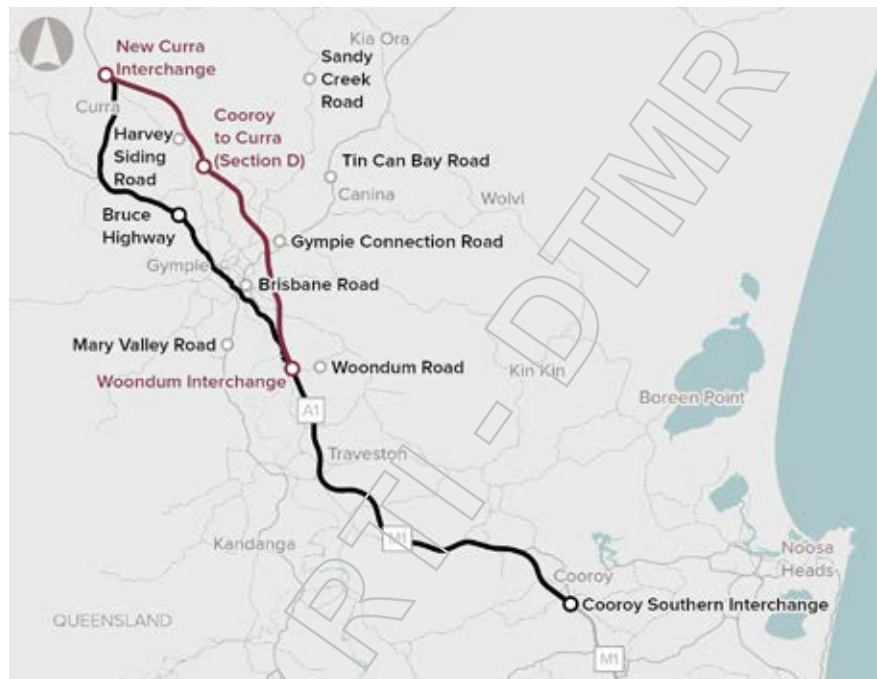 Kia Ora
New Curra
Interchange
Sandy
Creek
Road
Curra
Cooroy
to Curra
(Section D)
Harvey
Siding
Road
Tin Can Bay Road
Canina
Wolvi
Bruce
Highway
Gympie Connection Road
Gympie
Brisbane Road
Mary Valley Road
Woondum Road
Woondum Interchange
Kin Kin
Boreen Point
A1
Traveston
M1
Kandanga
Noosa
Heads
Cooroy
Cooroy Southern Interchange
QUEENSLAND
M1
RTI - DTMR